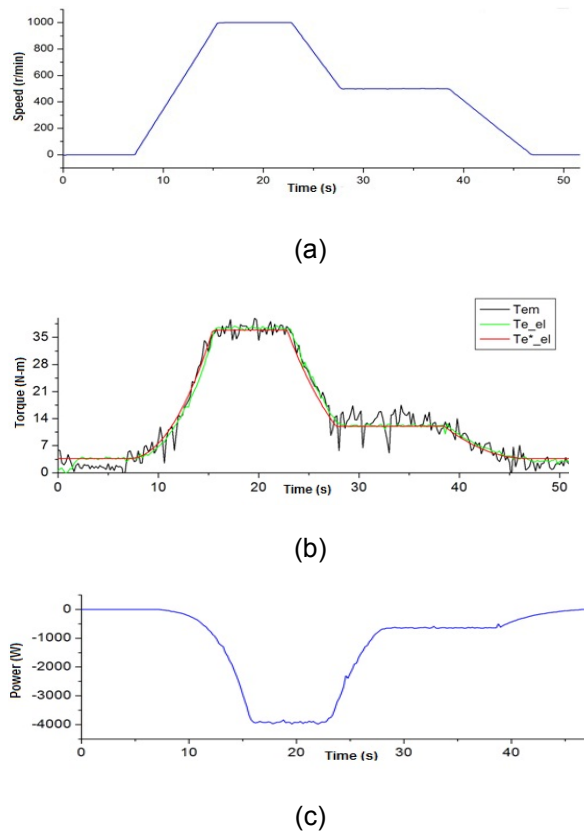 1000
800
600
400
200
0
Speed (r/min)
0 10 20 30 40 50
Time (s)
(a)
35
28
21
14
7
0
Torque (N-m)
Tem
Te_el
Te*_el
0 10 20 30 40 50
Time (s)
(b)
0
-1000
-2000
-3000
-4000
Power (W)
0 10 20 30 40
Time (s)
(c)